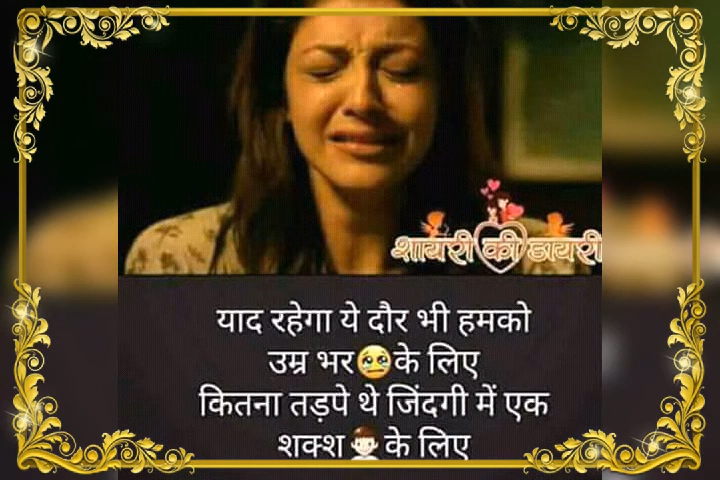 शायरी की डायरी
याद रहेगा ये दौर भी हमको
उम्र भर😢के लिए
कितना तड़पे थे जिंदगी में एक
शक्श👦के लिए